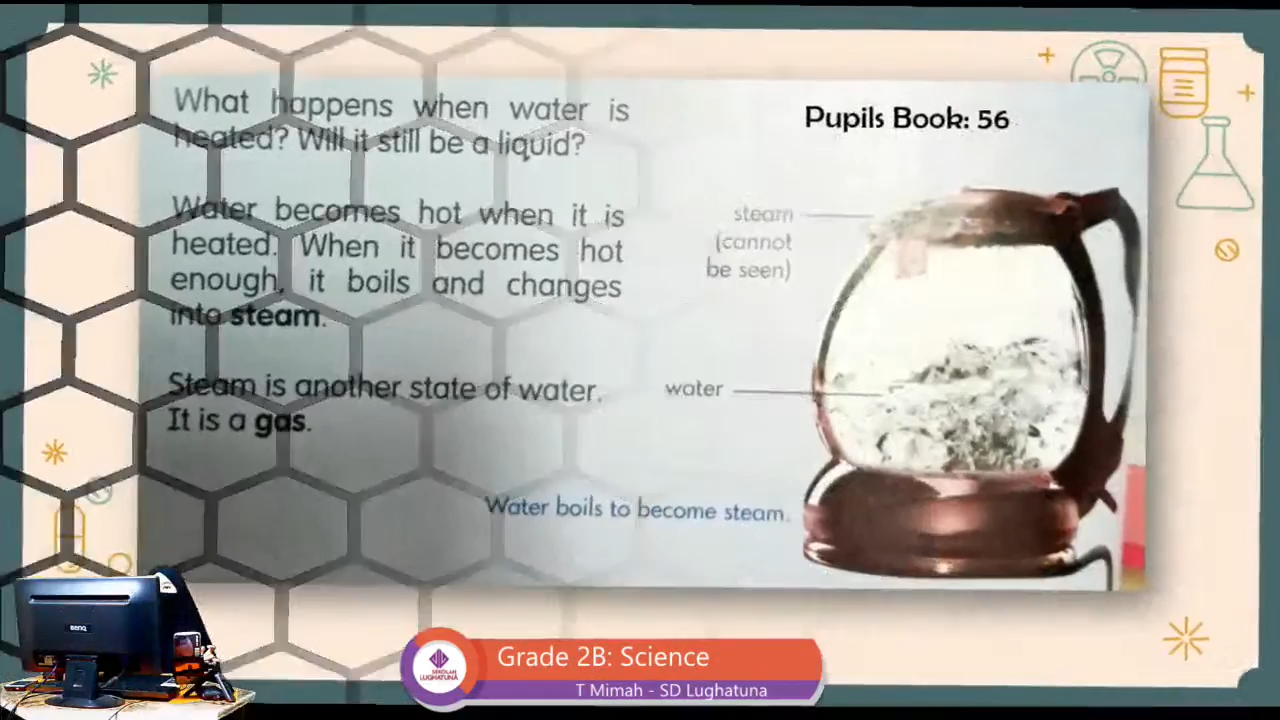 What happens when water is
heated? Will it still be a liquid?
Water becomes hot when it is
heated. When it becomes hot
enough, it boils and changes
into steam.
Steam is another state of water.
It is a gas.
Pupils Book: 56
steam
(cannot
be seen)
water
Water boils to become steam.
BENQ
SEKOLAH
LUGHATUNA
Grade 2B: Science
T Mimah - SD Lughatuna